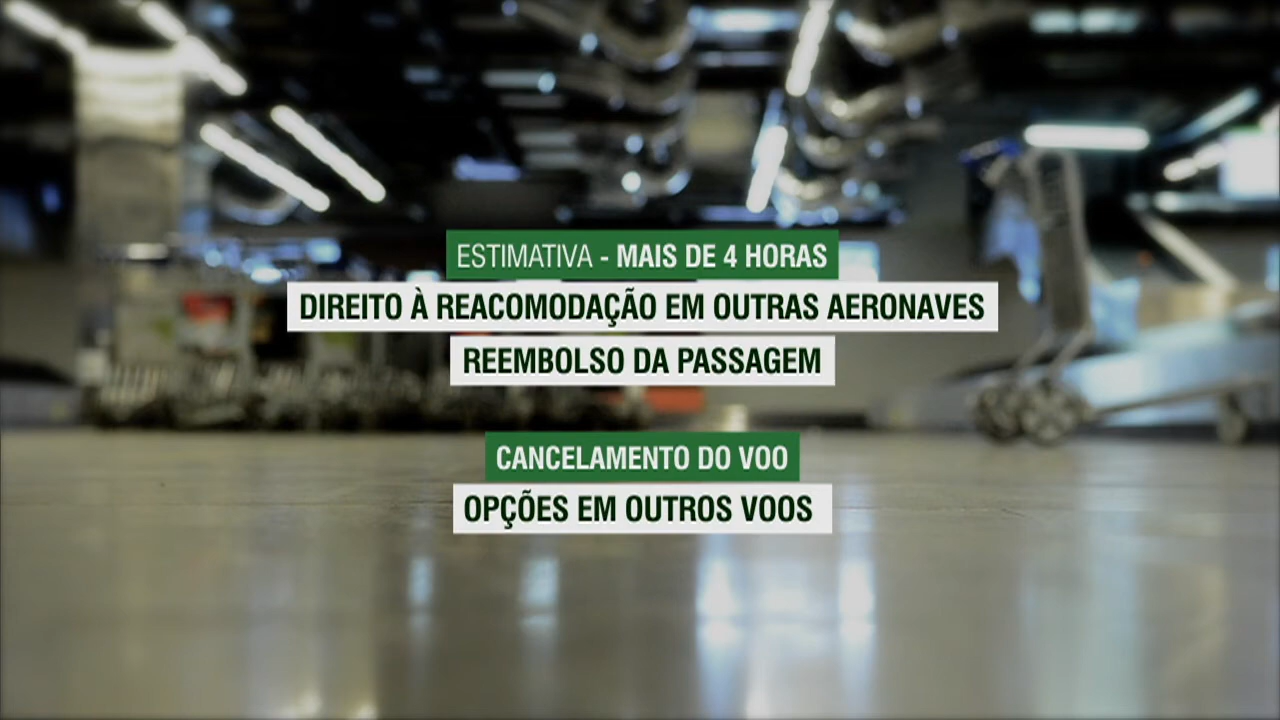 ESTIMATIVA - MAIS DE 4 HORAS
DIREITO À REACOMODAÇÃO EM OUTRAS AERONAVES
REEMBOLSO DA PASSAGEM
CANCELAMENTO DO VOO
OPÇÕES EM OUTROS VOOS